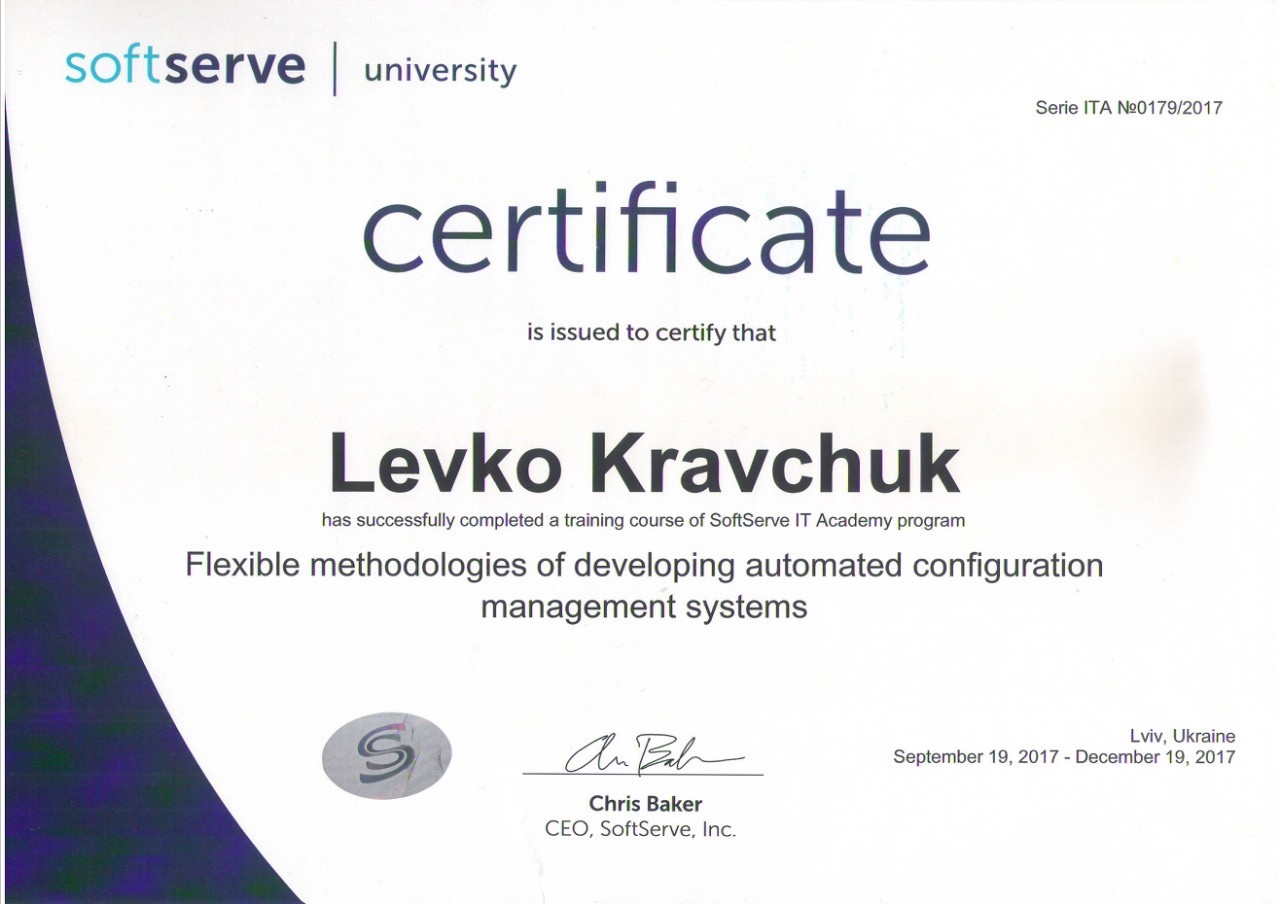 softserve | university
Serie ITA №0179/2017
certificate
is issued to certify that
Levko Kravchuk
has successfully completed a training course of SoftServe IT Academy program
Flexible methodologies of developing automated configuration
management systems
Lviv, Ukraine
September 19, 2017 - December 19, 2017
Chris Baker
CEO, SoftServe, Inc.